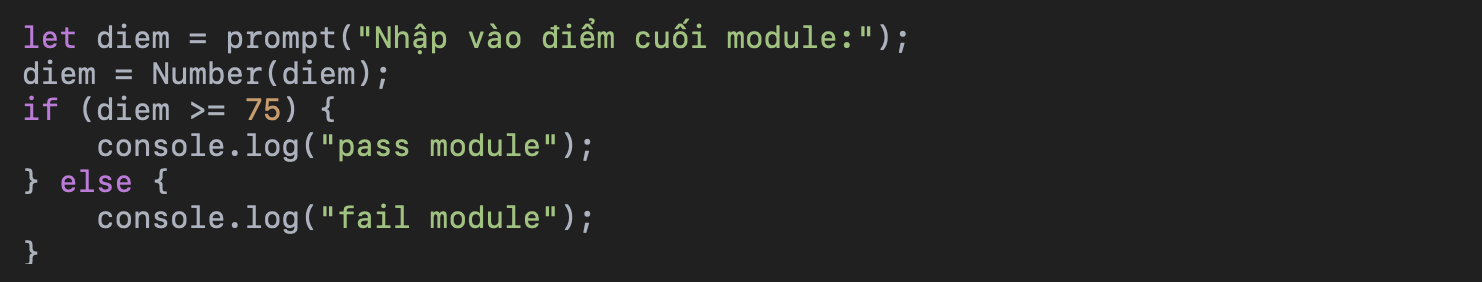 let diem = prompt("Nhập vào điểm cuối module:");
diem = Number(diem);
if (diem >= 75) {
    console.log("pass module");
} else {
    console.log("fail module");
}